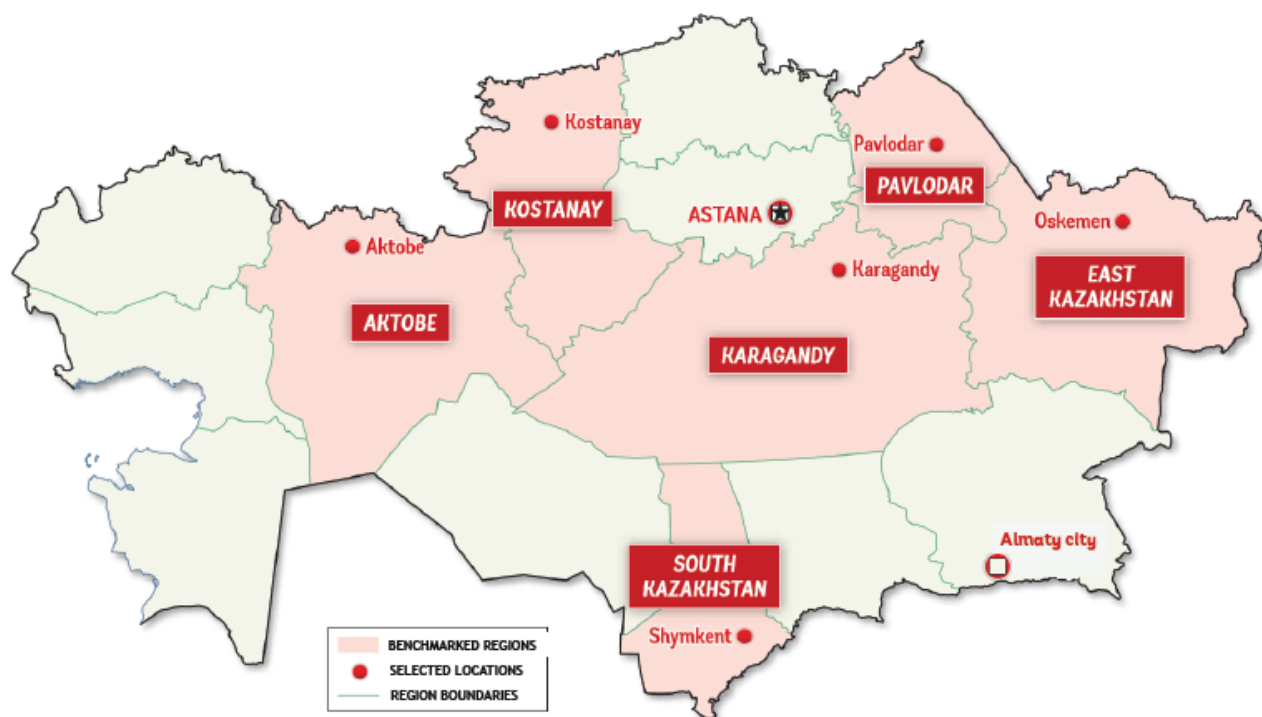 Kostanay
Pavlodar
PAVLODAR
KOSTANAY
ASTANA
Oskemen
Aktobe
Karagandy
EAST
KAZAKHSTAN
AKTOBE
KARAGANDY
Almaty city
SOUTH
KAZAKHSTAN
Shymkent
BENCHMARKED REGIONS
SELECTED LOCATIONS
REGION BOUNDARIES